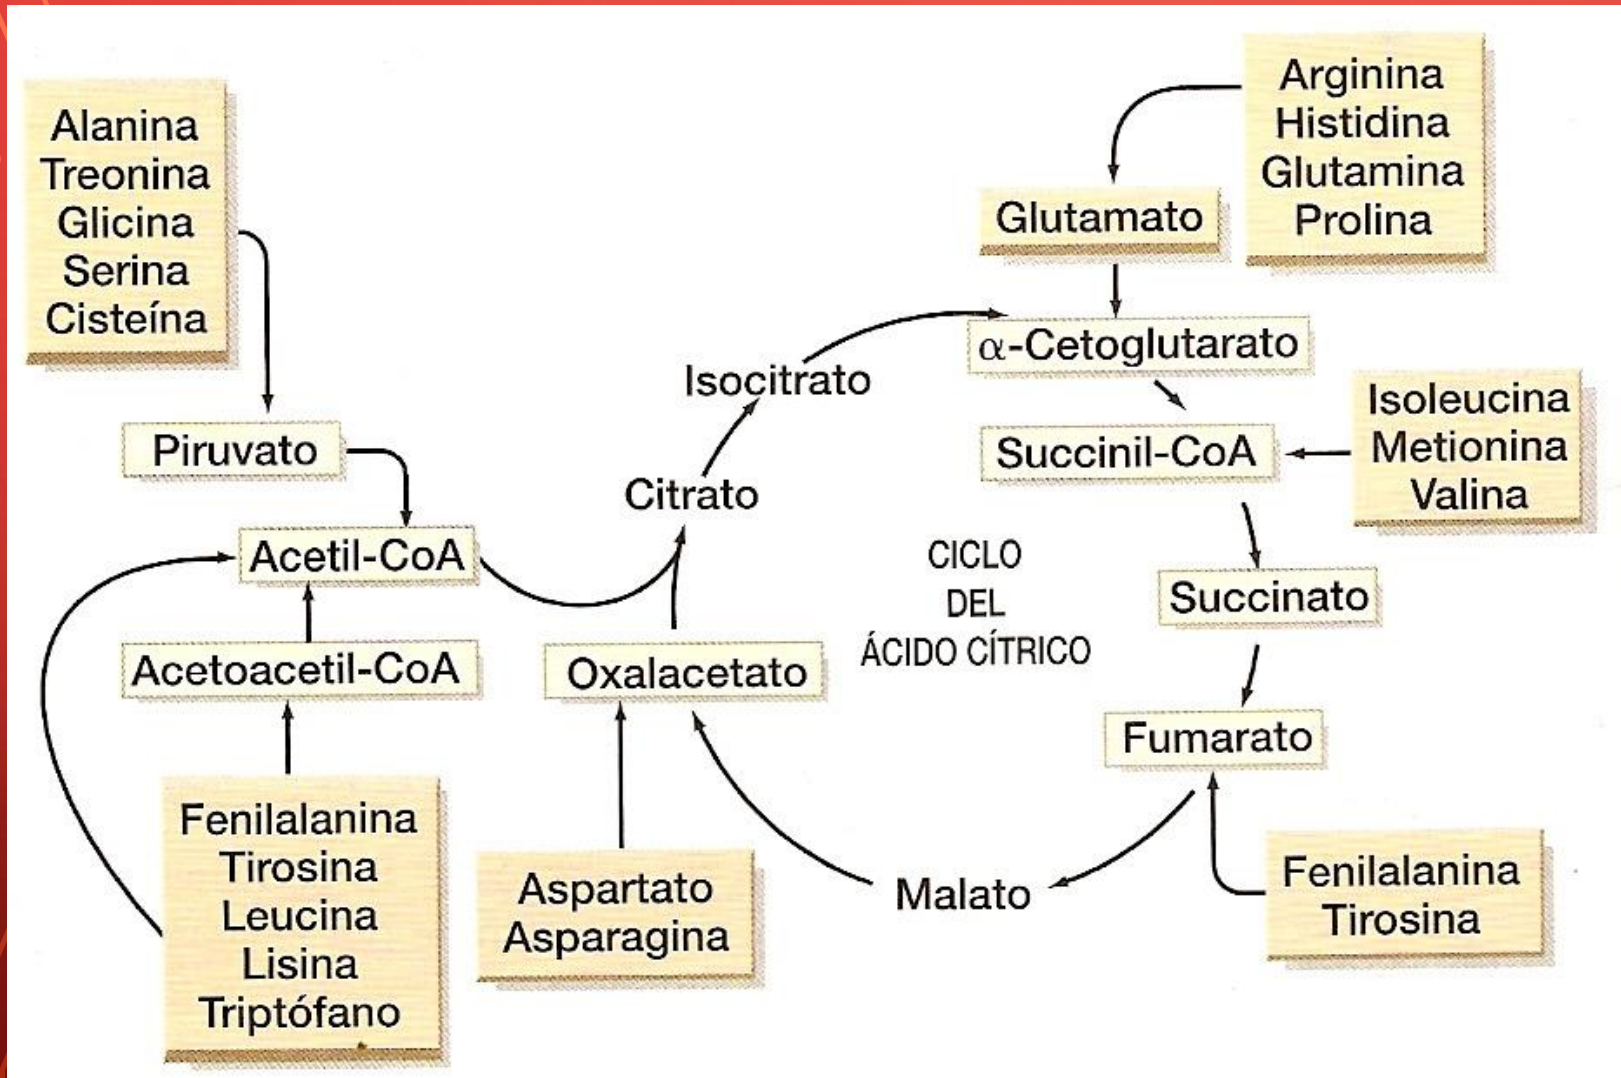 Alanina
Treonina
Glicina
Serina
Cisteína
Piruvato
Acetil-CoA
Acetoacetil-CoA
Fenilalanina
Tirosina
Leucina
Lisina
Triptófano
Arginina
Histidina
Glutamina
Prolina
Glutamato
α-Cetoglutarato
Isocitrato
Citrato
Succinil-CoA
Isoleucina
Metionina
Valina
CICLO
DEL
ÁCIDO CÍTRICO
Succinato
Oxalacetato
Fumarato
Malato
Aspartato
Asparagina
Fenilalanina
Tirosina